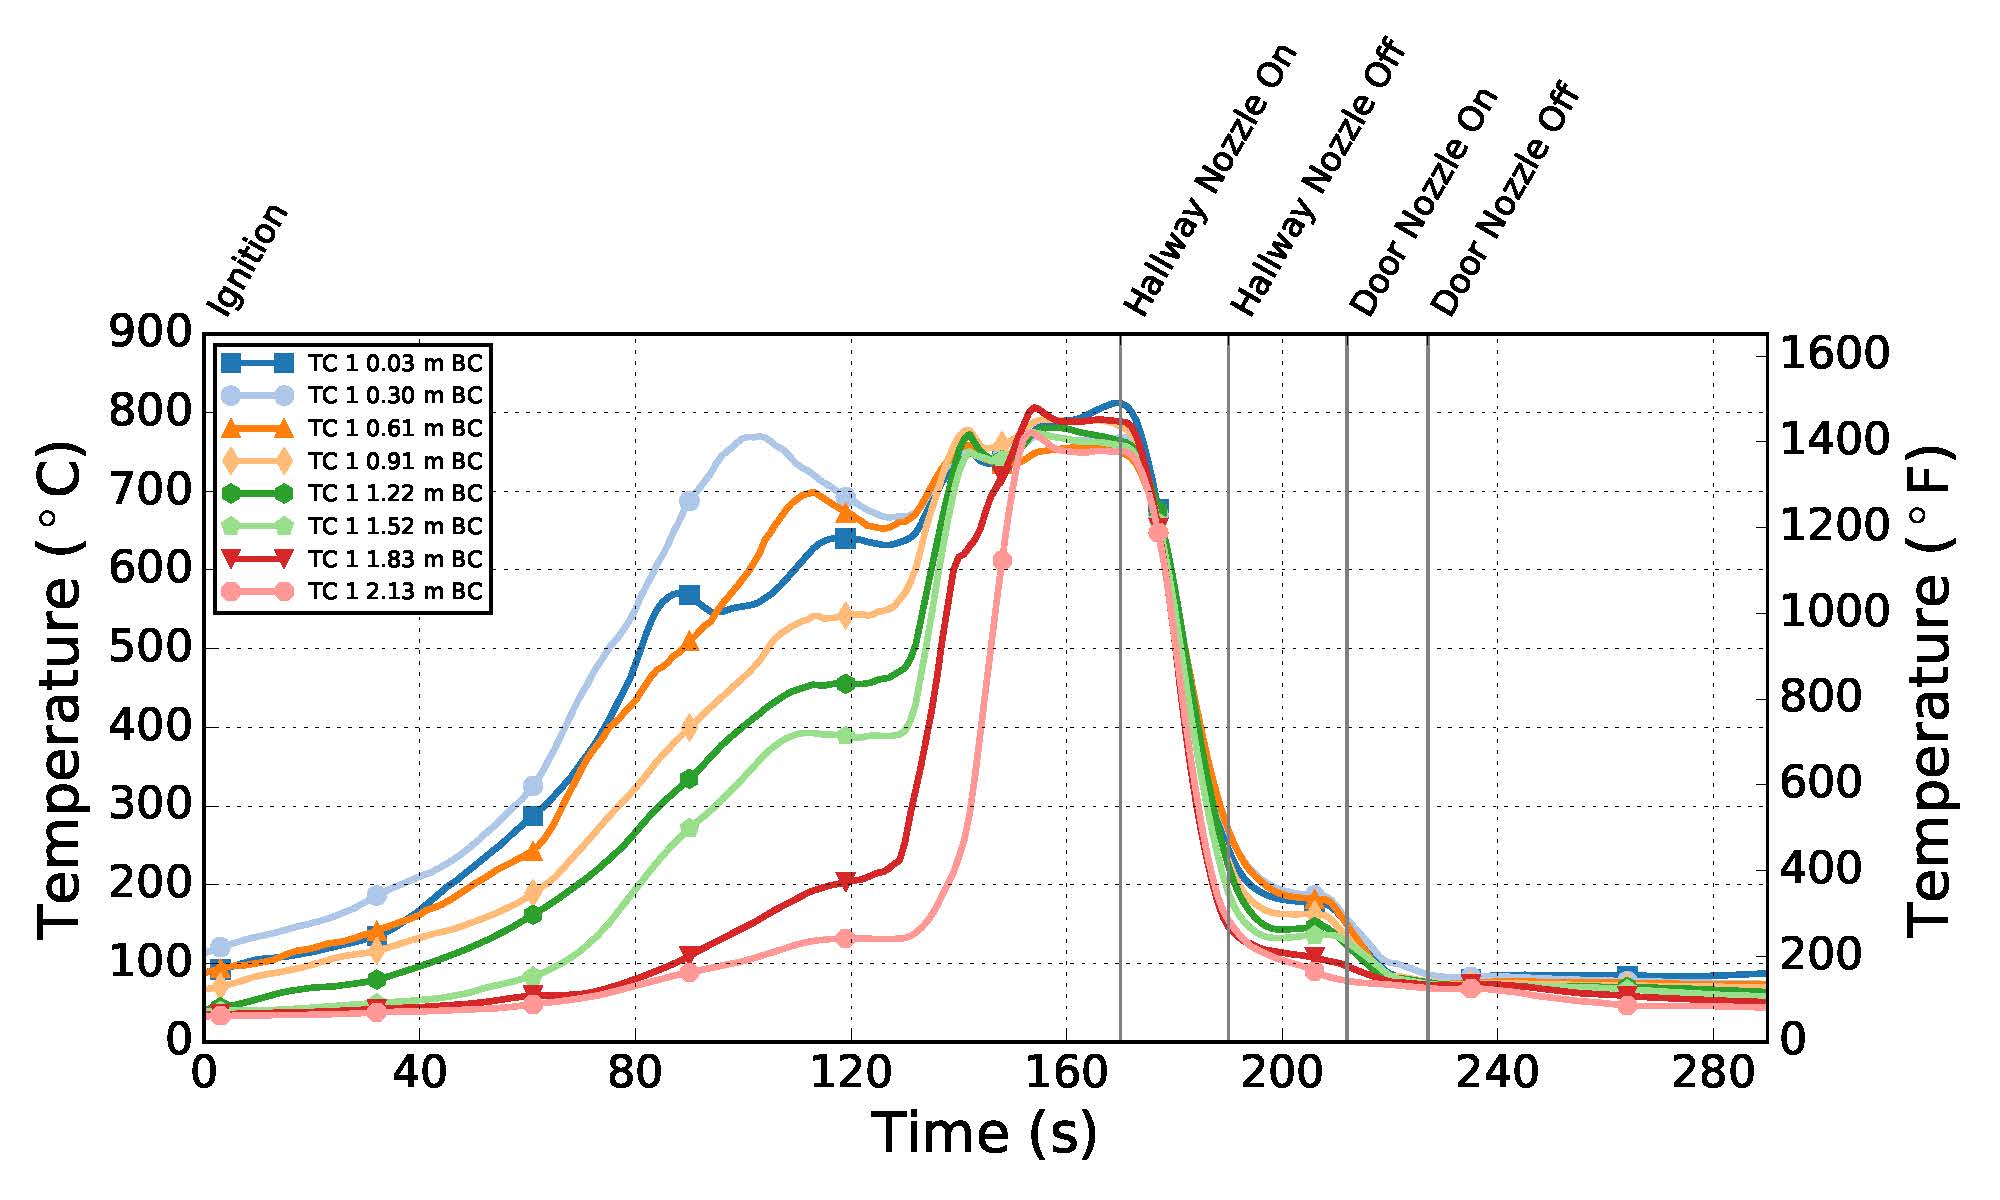 Ignition
Hallway Nozzle On
Hallway Nozzle Off
Door Nozzle On
Door Nozzle Off
900
800
700
600
500
400
300
200
100
0
Temperature (°C)
TC 1 0.03 m BC
TC 1 0.30 m BC
TC 1 0.61 m BC
TC 1 0.91 m BC
TC 1 1.22 m BC
TC 1 1.52 m BC
TC 1 1.83 m BC
TC 1 2.13 m BC
1600
1400
1200
1000
800
600
400
200
0
Temperature (°F)
0 40 80 120 160 200 240 280
Time (s)